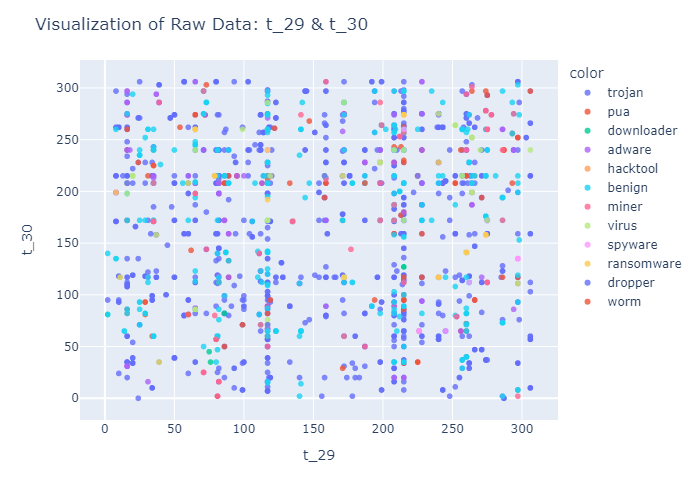 Visualization of Raw Data: t_29 & t_30
color
trojan
pua
downloader
adware
hacktool
benign
miner
virus
spyware
ransomware
dropper
worm
300
250
200
150
100
50
0
t_30
0 50 100 150 200 250 300
t_29